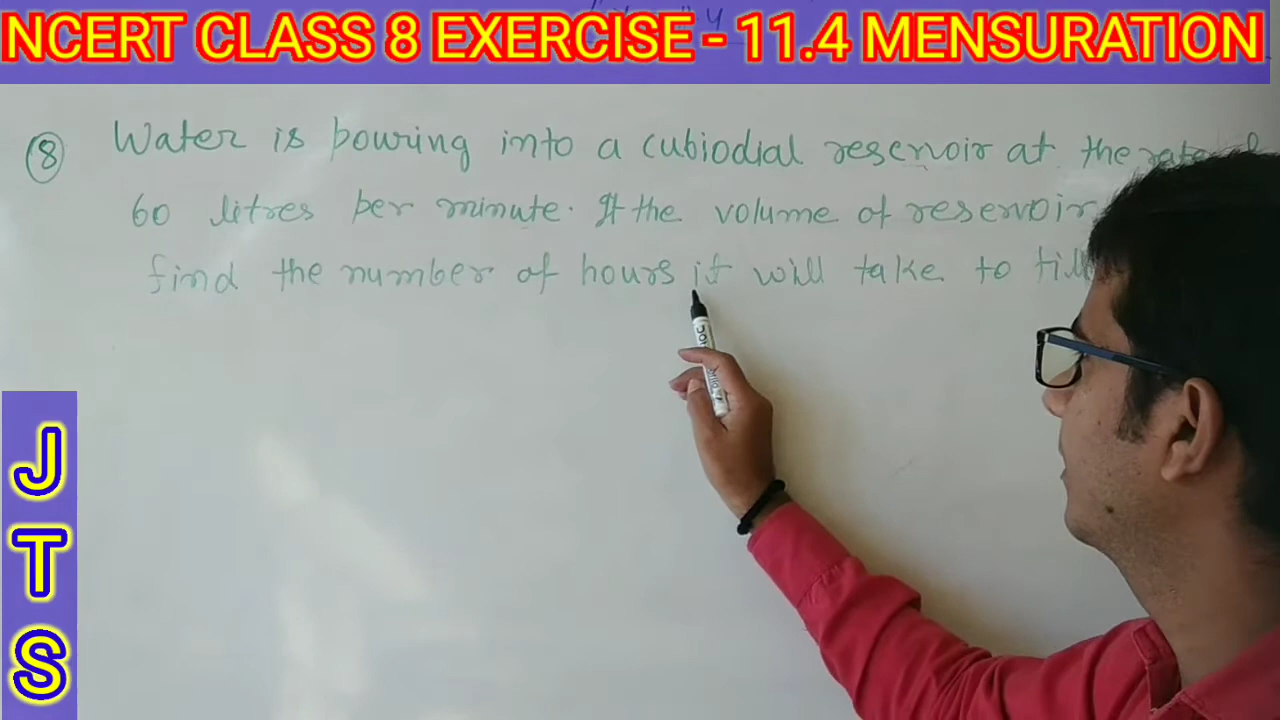 NCERT CLASS 8 EXERCISE - 11.4 MENSURATION
8 Water is pouring into a cubiodial reservoir at the rate
60 litres per minute. If the volume of reservoir
find the number of hours it will take to fill
J
T
S